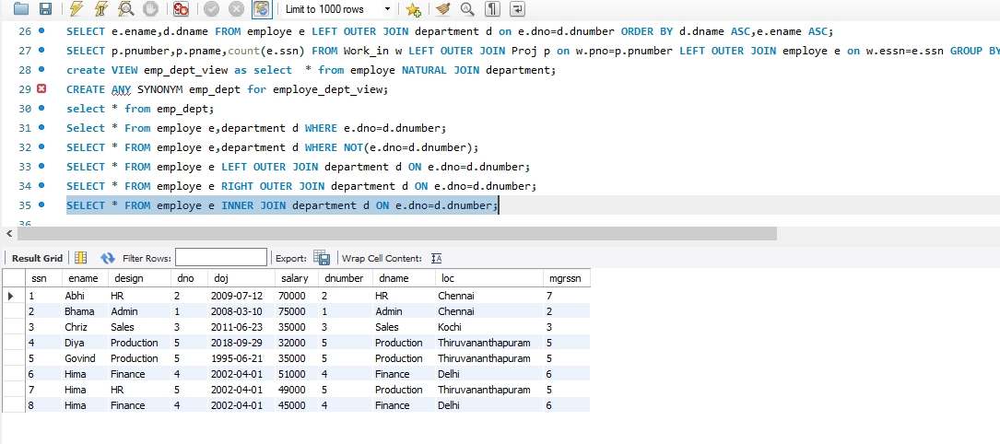 Limit to 1000 rows
26 SELECT e.ename,d.dname FROM employe e LEFT OUTER JOIN department d on e.dno=d.dnumber ORDER BY d.dname ASC,e.ename ASC;
27 SELECT p.pnumber,p.pname,count(e.ssn) FROM Work_in w LEFT OUTER JOIN Proj p on w.pno=p.pnumber LEFT OUTER JOIN employe e on w.essn=e.ssn GROUP BY
28 create VIEW emp_dept_view as select  * from employe NATURAL JOIN department;
29 CREATE ANY SYNONYM emp_dept for employe_dept_view;
30 select * from emp_dept;
31 Select * From employe e,department d WHERE e.dno=d.dnumber;
32 SELECT * FROM employe e,department d WHERE NOT(e.dno=d.dnumber);
33 SELECT * FROM employe e LEFT OUTER JOIN department d ON e.dno=d.dnumber;
34 SELECT * FROM employe e RIGHT OUTER JOIN department d ON e.dno=d.dnumber;
35 SELECT * FROM employe e INNER JOIN department d ON e.dno=d.dnumber;
36
Result Grid Filter Rows: Export: Wrap Cell Content:
ssn ename design dno doj salary dnumber dname loc mgrssn
1 Abhi HR 2 2009-07-12 70000 2 HR Chennai 7
2 Bhama Admin 1 2008-03-10 75000 1 Admin Chennai 2
3 Chriz Sales 3 2011-06-23 35000 3 Sales Kochi 3
4 Diya Production 5 2018-09-29 32000 5 Production Thiruvananthapuram 5
5 Govind Production 5 1995-06-21 35000 5 Production Thiruvananthapuram 5
6 Hima Finance 4 2002-04-01 51000 4 Finance Delhi 6
7 Hima HR 5 2002-04-01 49000 5 Production Thiruvananthapuram 5
8 Hima Finance 4 2002-04-01 45000 4 Finance Delhi 6